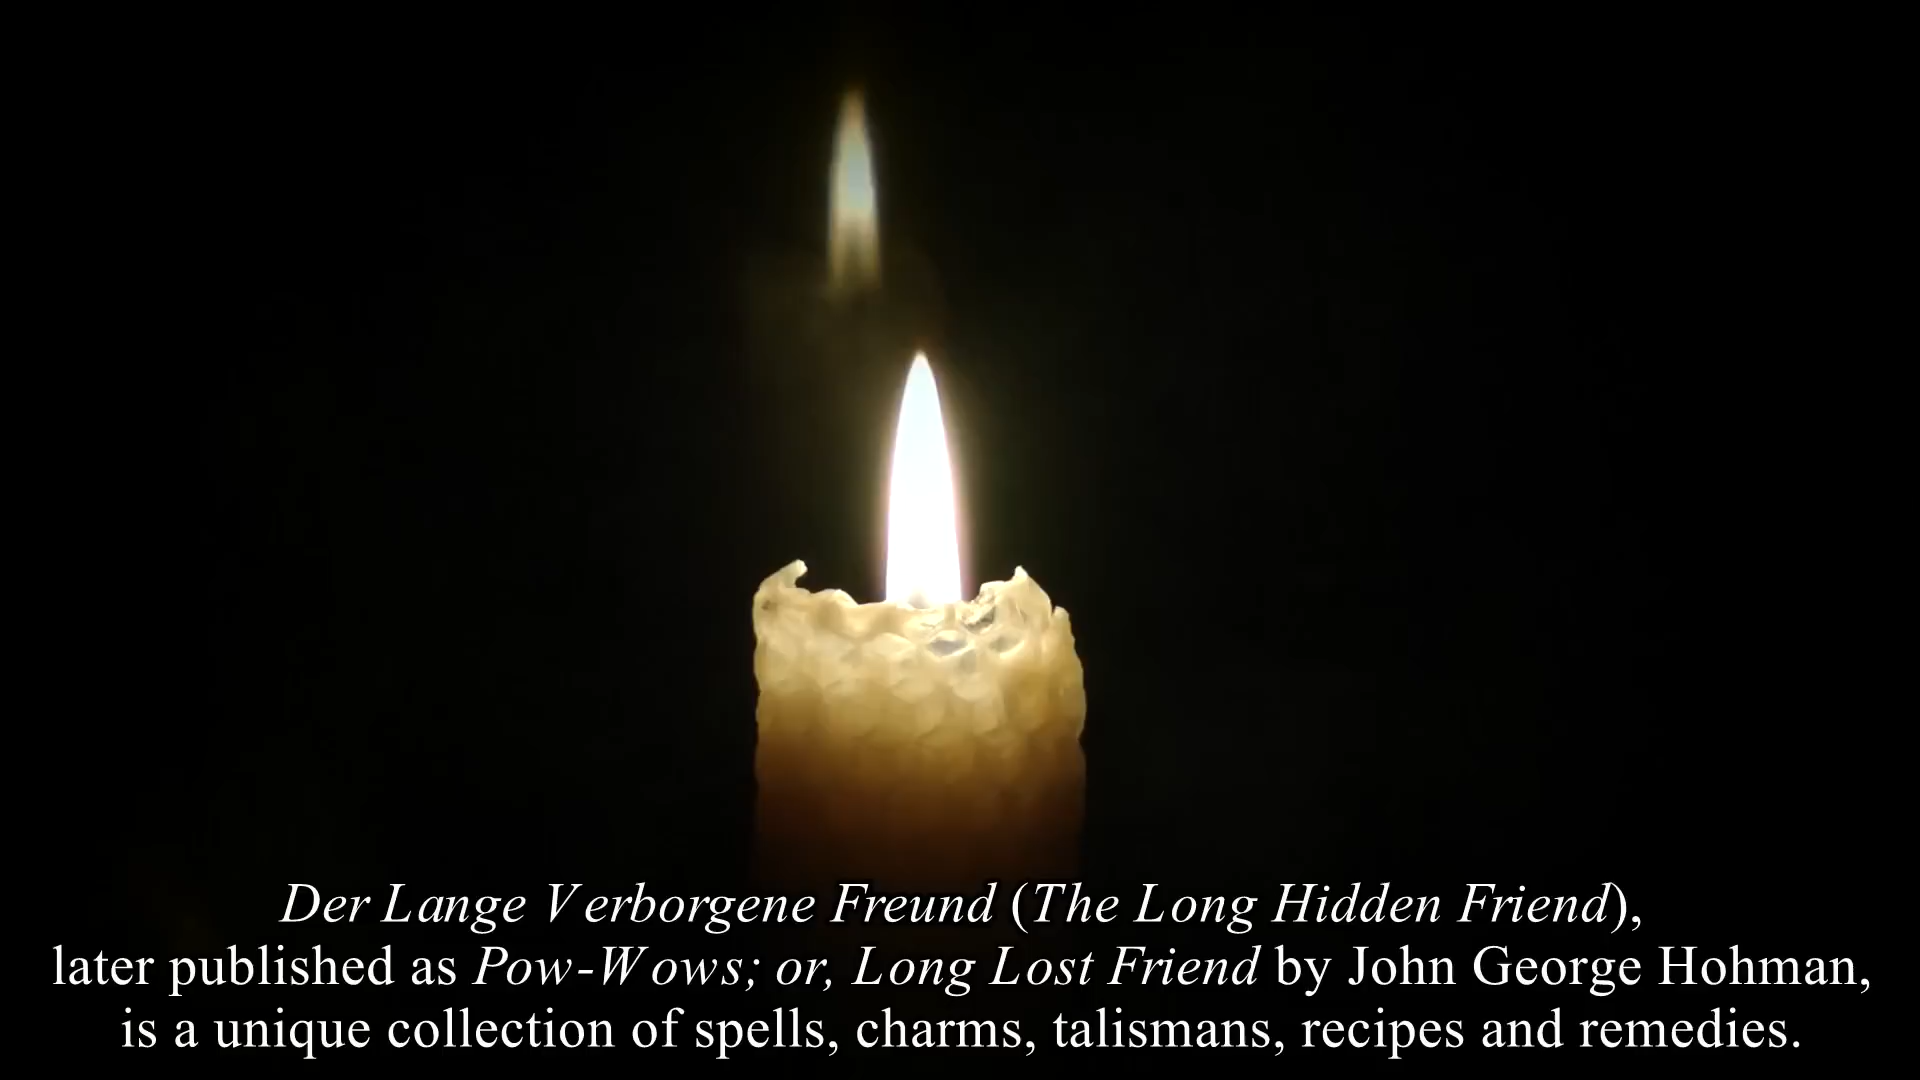 Der Lange Verborgene Freund (The Long Hidden Friend),
later published as Pow-Wows; or, Long Lost Friend by John George Hohman,
is a unique collection of spells, charms, talismans, recipes and remedies.